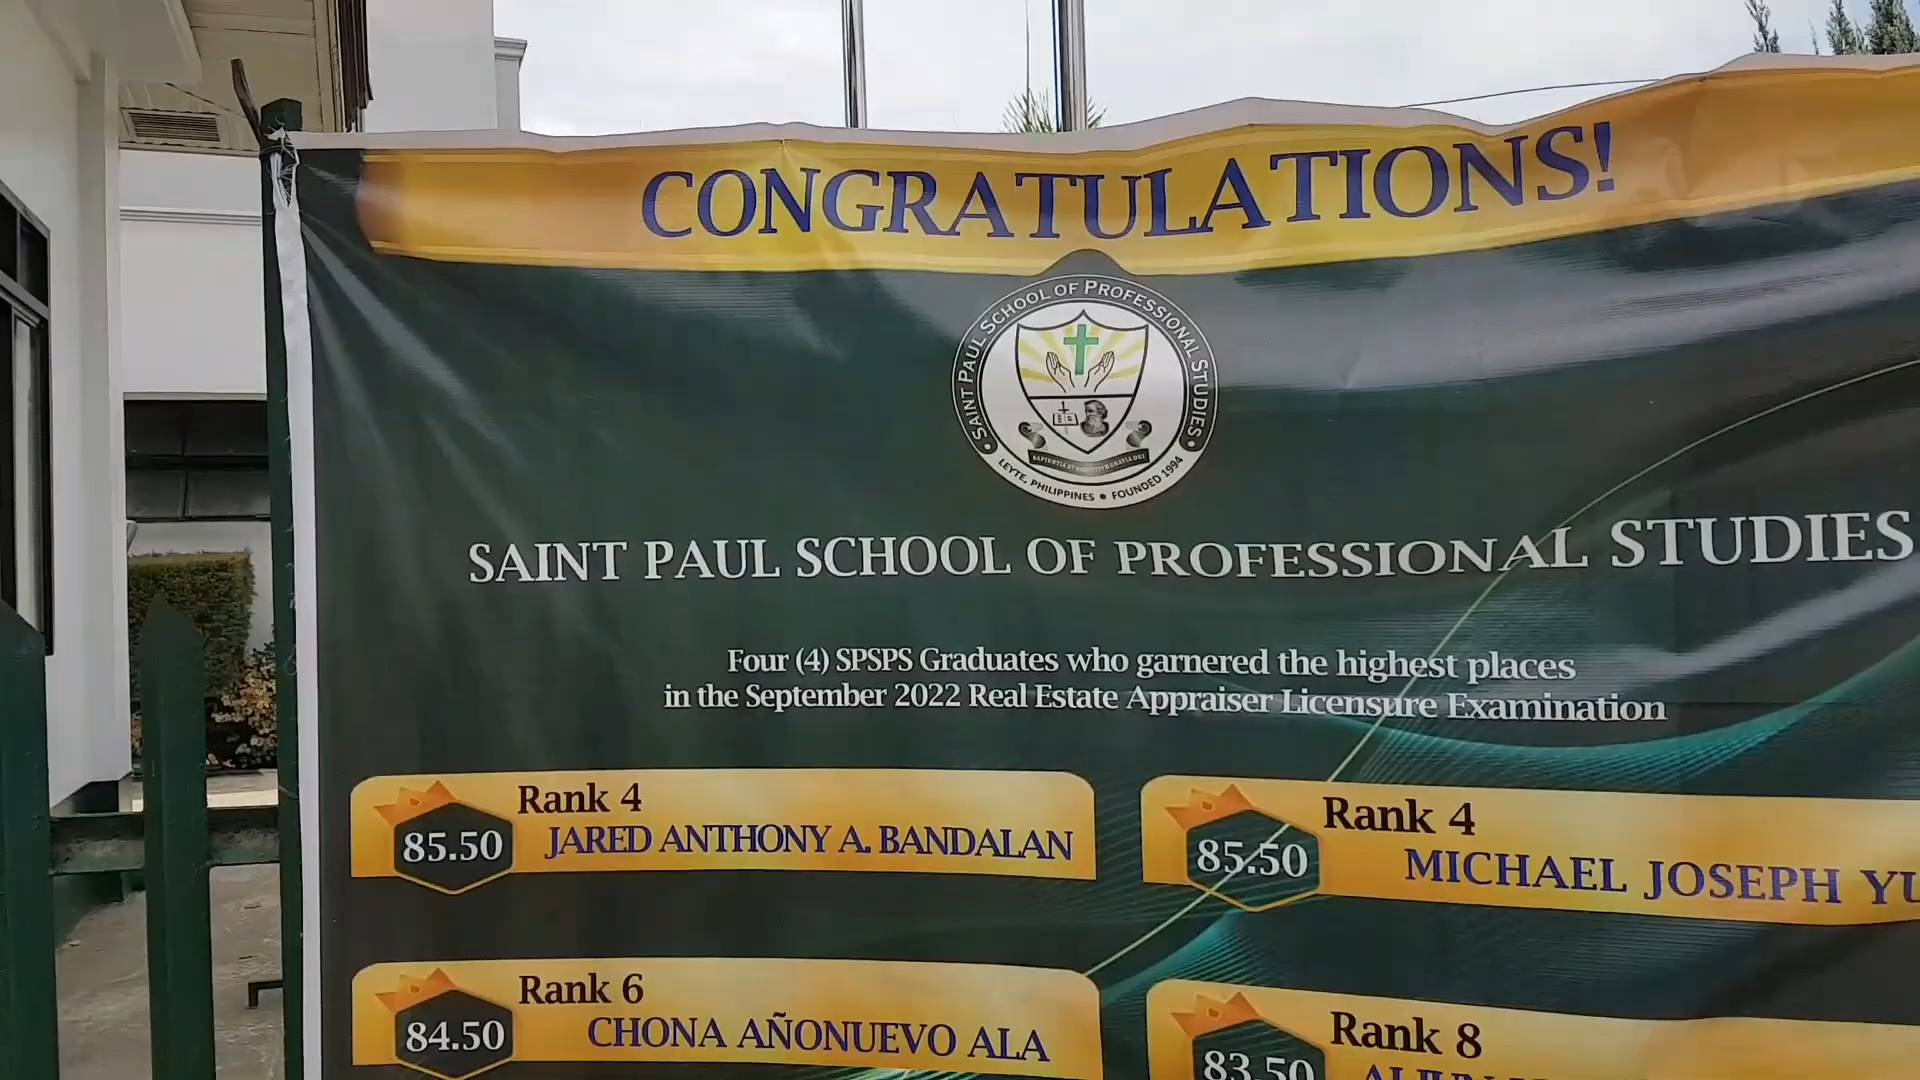 CONGRATULATIONS!
SAINT PAUL SCHOOL OF PROFESSIONAL STUDIES
LEYTE, PHILIPPINES • FOUNDED 1994
SAINT PAUL SCHOOL OF PROFESSIONAL STUDIES
Four (4) SPSPS Graduates who garnered the highest places
in the September 2022 Real Estate Appraiser Licensure Examination
Rank 4
85.50 JARED ANTHONY A. BANDALAN
Rank 4
85.50 MICHAEL JOSEPH
Rank 6
84.50 CHONA AÑONUEVO ALA
Rank 8
83.50